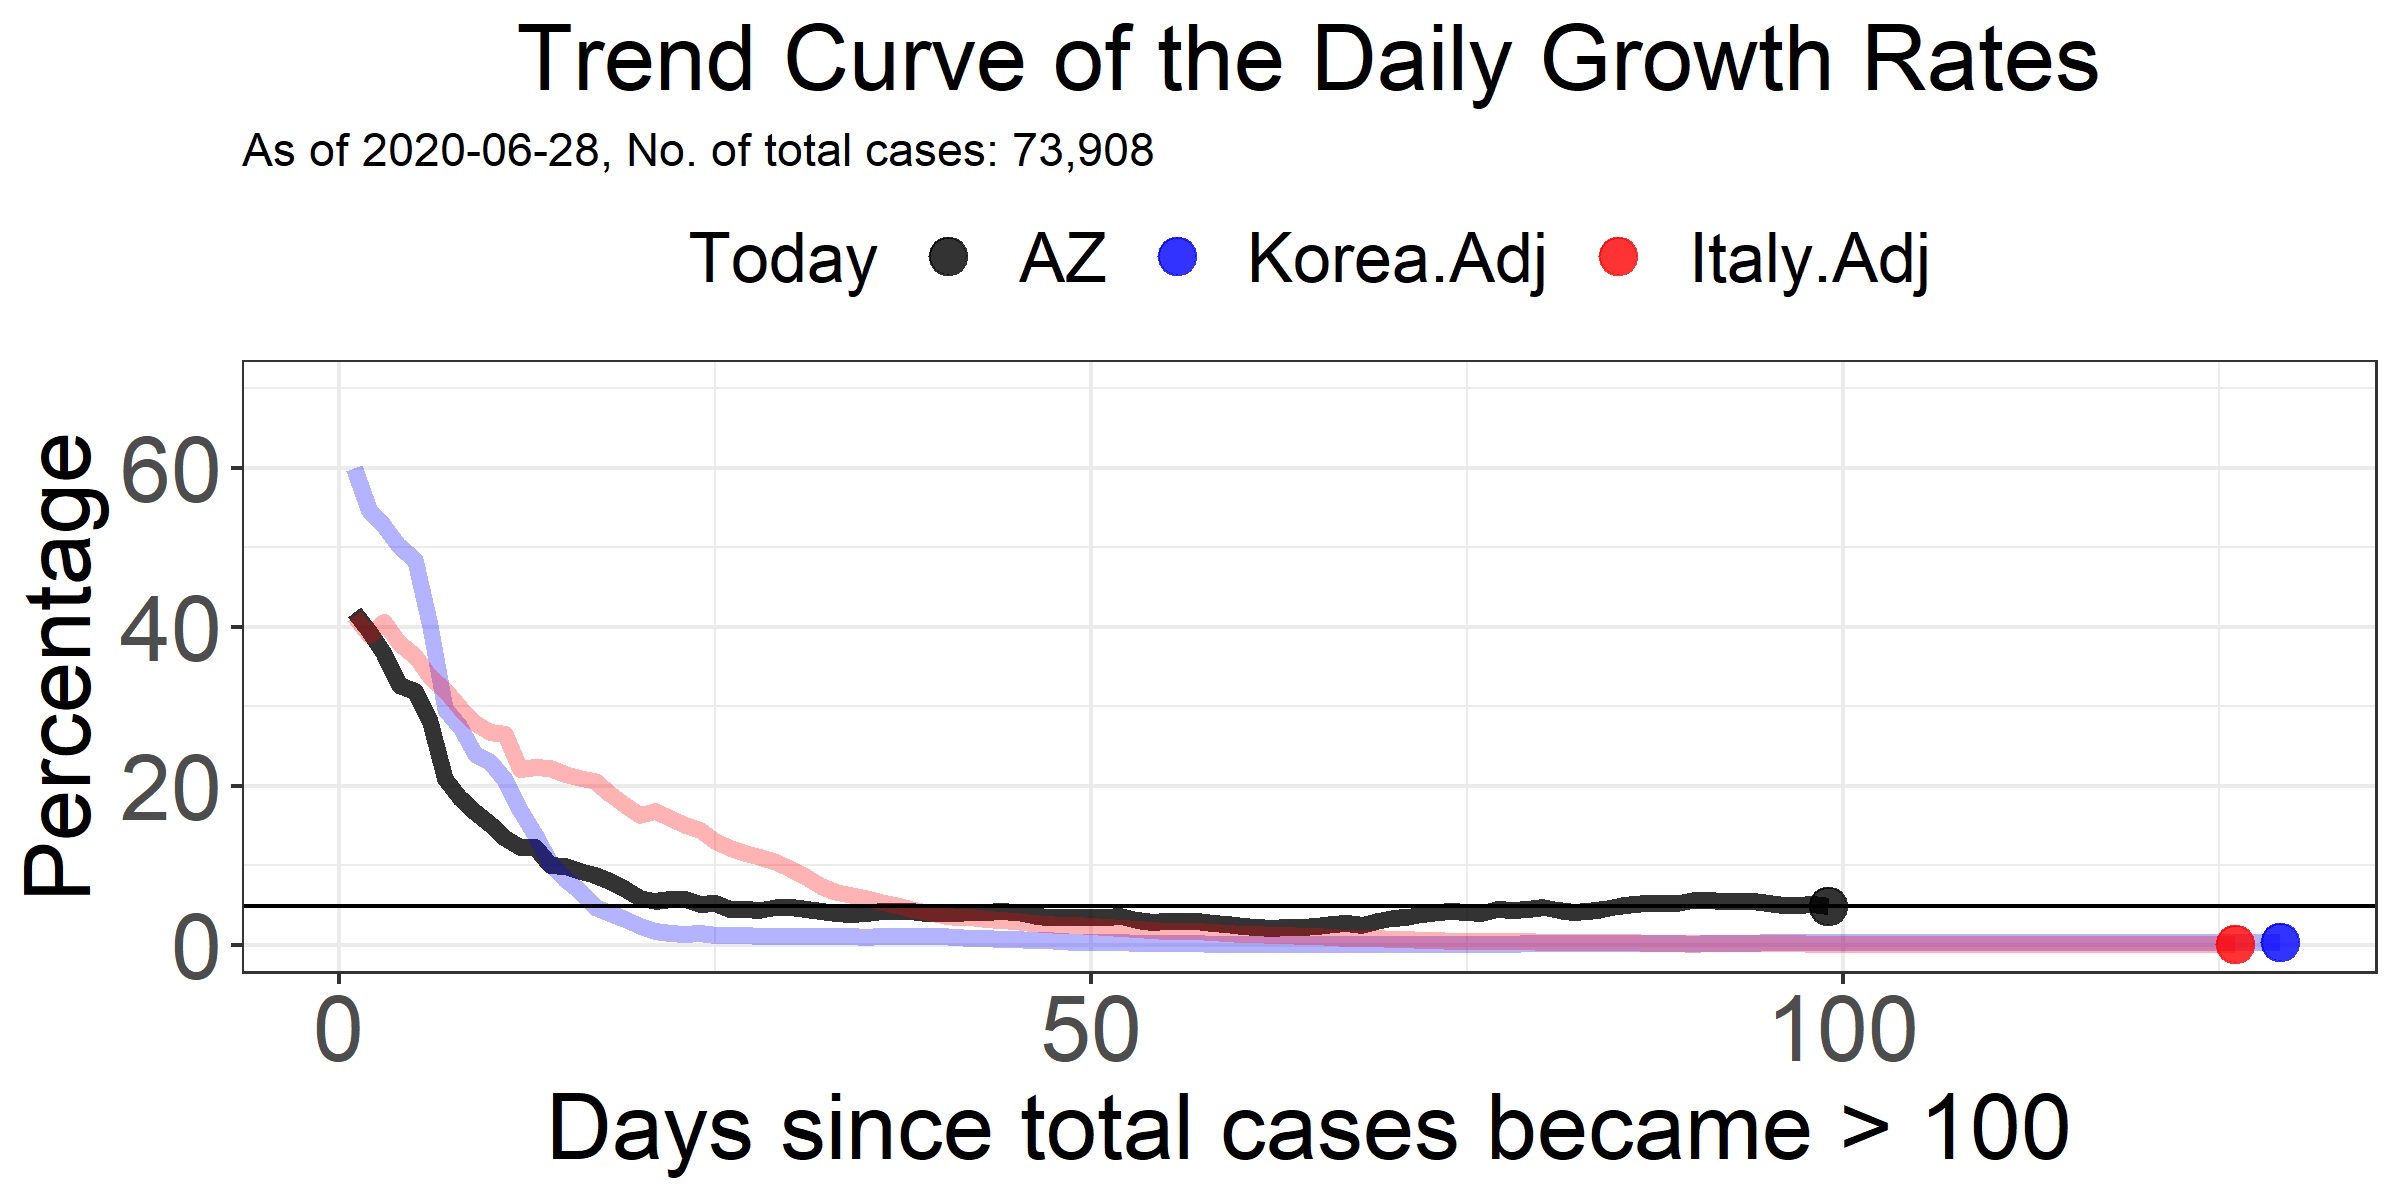 Trend Curve of the Daily Growth Rates
As of 2020-06-28, No. of total cases: 73,908
Today AZ Korea.Adj Italy.Adj
Percentage
60
40
20
0
0 50 100
Days since total cases became > 100